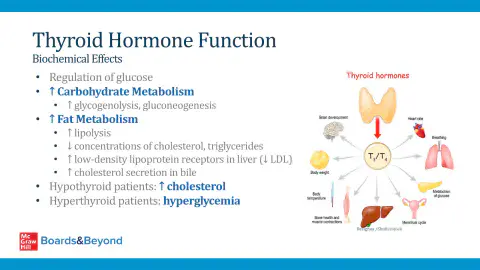 Thyroid Hormone Function
Biochemical Effects
• Regulation of glucose
• ↑ Carbohydrate Metabolism
• ↑ glycogenolysis, gluconeogenesis
• ↑ Fat Metabolism
• ↑ lipolysis
• ↓ concentrations of cholesterol, triglycerides
• ↑ low-density lipoprotein receptors in liver (↓ LDL)
• ↑ cholesterol secretion in bile
• Hypothyroid patients: ↑ cholesterol
• Hyperthyroid patients: hyperglycemia
Thyroid hormones
Brain development
Heart rate
Breathing
T3/T4
Body weight
Body temperature
Metabolism of glucose
Bone health and muscle contractions
Menstrual cycle
Mc Graw Hill
Boards&Beyond